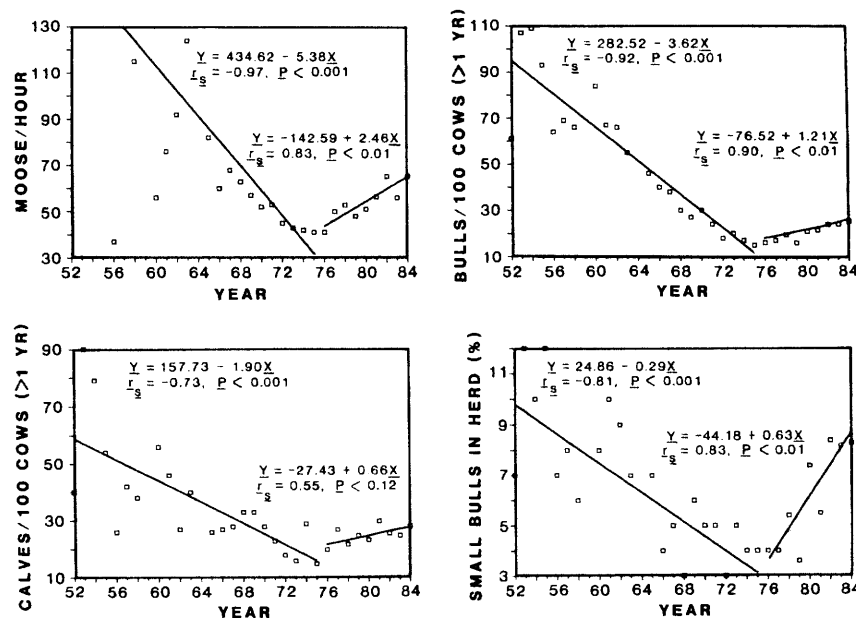 130
110
90
70
50
30
MOOSE/HOUR
Y = 434.62 − 5.38X
rs = −0.97, P < 0.001
Y = −142.59 + 2.46X
rs = 0.83, P < 0.01
52 56 60 64 68 72 76 80 84
YEAR
110
90
70
50
30
10
BULLS/100 COWS (>1 YR)
Y = 282.52 − 3.62X
rs = −0.92, P < 0.001
Y = −76.52 + 1.21X
rs = 0.90, P < 0.01
52 56 60 64 68 72 76 80 84
YEAR
90
70
50
30
10
CALVES/100 COWS (>1 YR)
Y = 157.73 − 1.90X
rs = −0.73, P < 0.001
Y = −27.43 + 0.66X
rs = 0.55, P < 0.12
52 56 60 64 68 72 76 80 84
YEAR
11
9
7
5
3
SMALL BULLS IN HERD (%)
Y = 24.86 − 0.29X
rs = −0.81, P < 0.001
Y = −44.18 + 0.63X
rs = 0.83, P < 0.01
52 56 60 64 68 72 76 80 84
YEAR